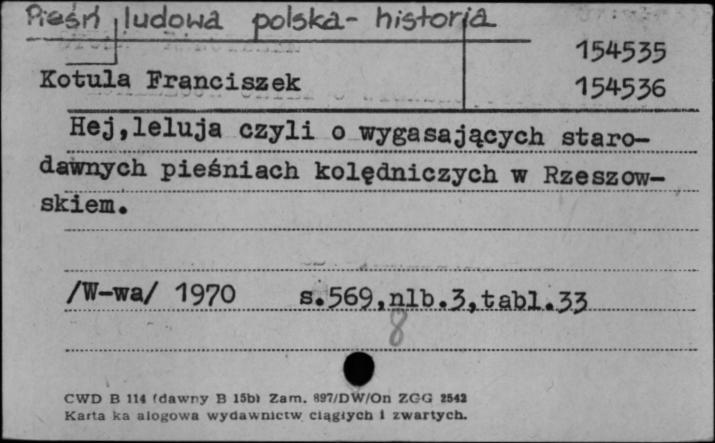 Pieśń ludowa polska- historja
154535
Kotula Franciszek
154536
Hej,leluja czyli o wygasających staro-
dawnych pieśniach kolędniczych w Rzeszow-
skiem.
/W-wa/ 1970 s.569,nlb.3,tabl.33
8
CWD B 114 (dawny B 15b) Zam. 897/DW/On ZGG 2542
Karta ka alogowa wydawnictw ciągłych i zwartych.